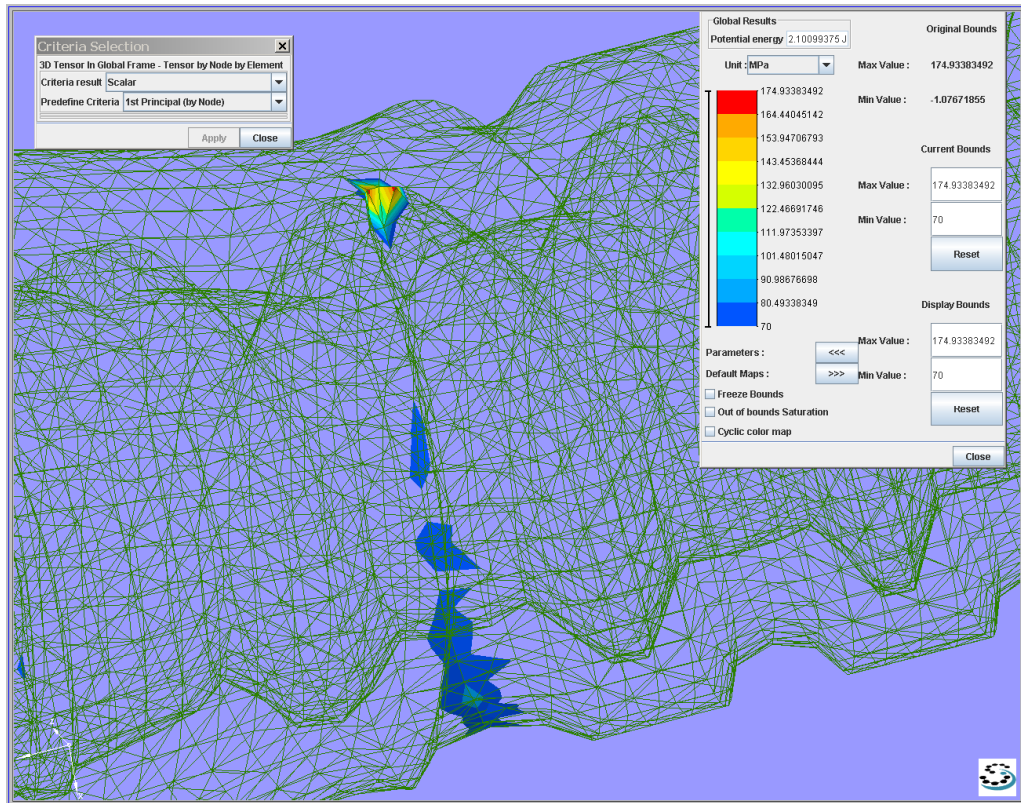 Criteria Selection
3D Tensor In Global Frame - Tensor by Node by Element
Criteria result Scalar
Predefine Criteria 1st Principal (by Node)
Apply Close
Global Results
Potential energy 2.10099375 J
Original Bounds
Unit : MPa
Max Value : 174.93383492
Min Value : -1.07671855
174.93383492
164.44045142
153.94706793
143.45368444
132.96030095
122.46691746
111.97353397
101.48015047
90.98676698
80.49338349
70
Current Bounds
Max Value : 174.93383492
Min Value : 70
Reset
Display Bounds
Max Value : 174.93383492
Min Value : 70
Reset
Parameters : <<<
Default Maps : >>>
Freeze Bounds
Out of bounds Saturation
Cyclic color map
Close